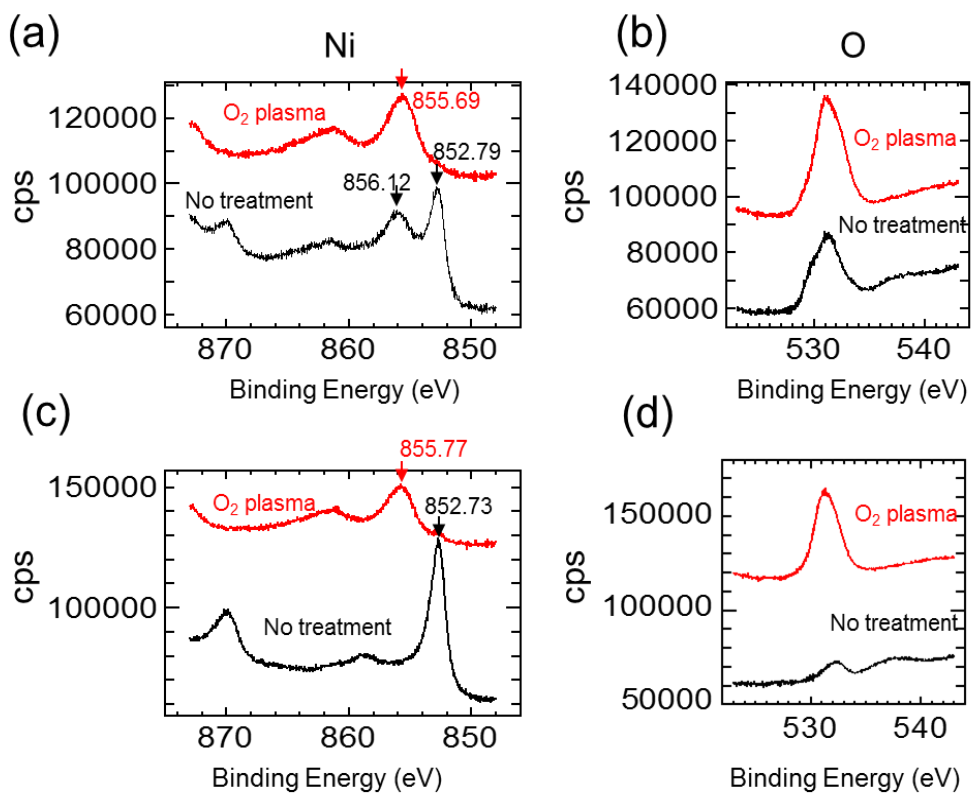 (a)
Ni
cps
120000
100000
80000
60000
O₂ plasma
855.69
852.79
856.12
No treatment
870
860
850
Binding Energy (eV)
(b)
O
cps
140000
120000
100000
80000
60000
O₂ plasma
No treatment
530
540
Binding Energy (eV)
(c)
cps
150000
100000
855.77
O₂ plasma
852.73
No treatment
870
860
850
Binding Energy (eV)
(d)
cps
150000
100000
50000
O₂ plasma
No treatment
530
540
Binding Energy (eV)